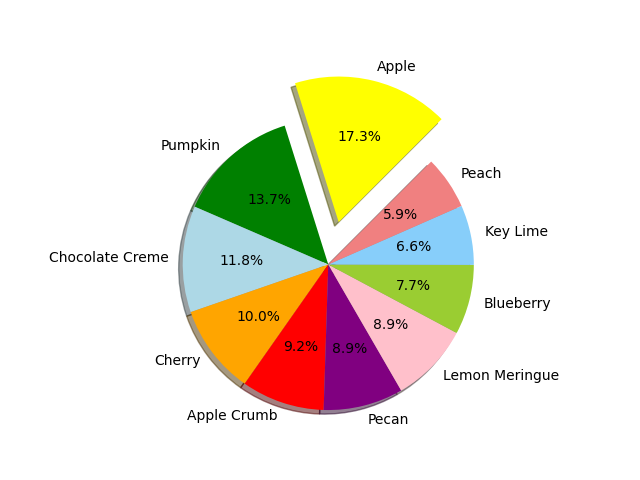 Apple
17.3%
Pumpkin
13.7%
Peach
5.9%
Key Lime
6.6%
Chocolate Creme
11.8%
Blueberry
7.7%
Cherry
10.0%
Lemon Meringue
8.9%
Apple Crumb
9.2%
Pecan
8.9%